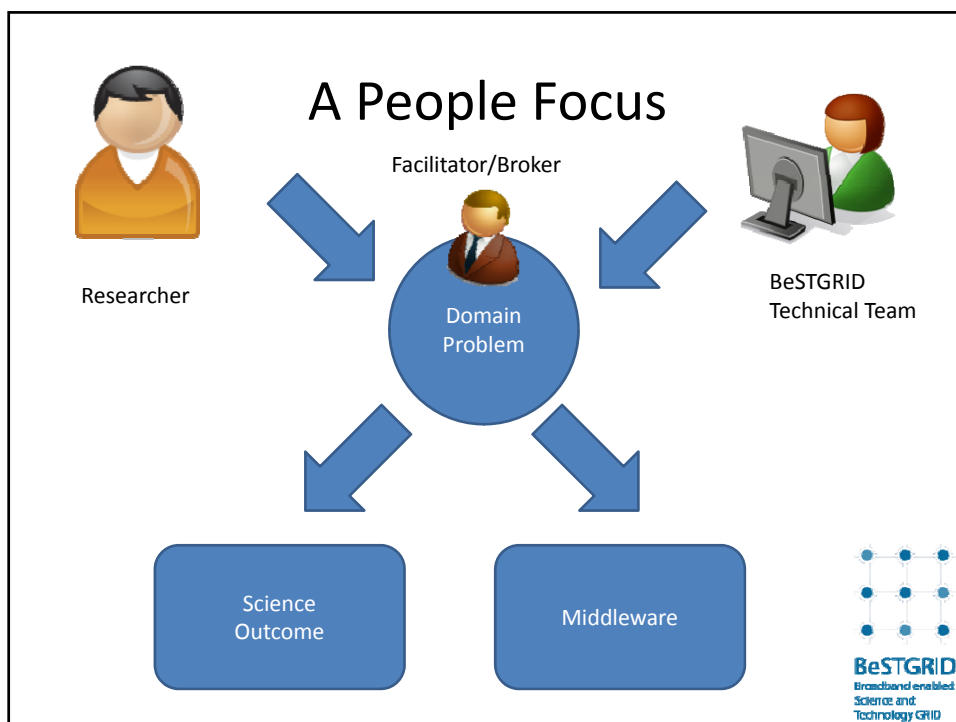 A People Focus
Facilitator/Broker
Researcher
BeSTGRID
Technical Team
Domain
Problem
Science
Outcome
Middleware
BeSTGRID
Broadband enabled
Science and
Technology GRID